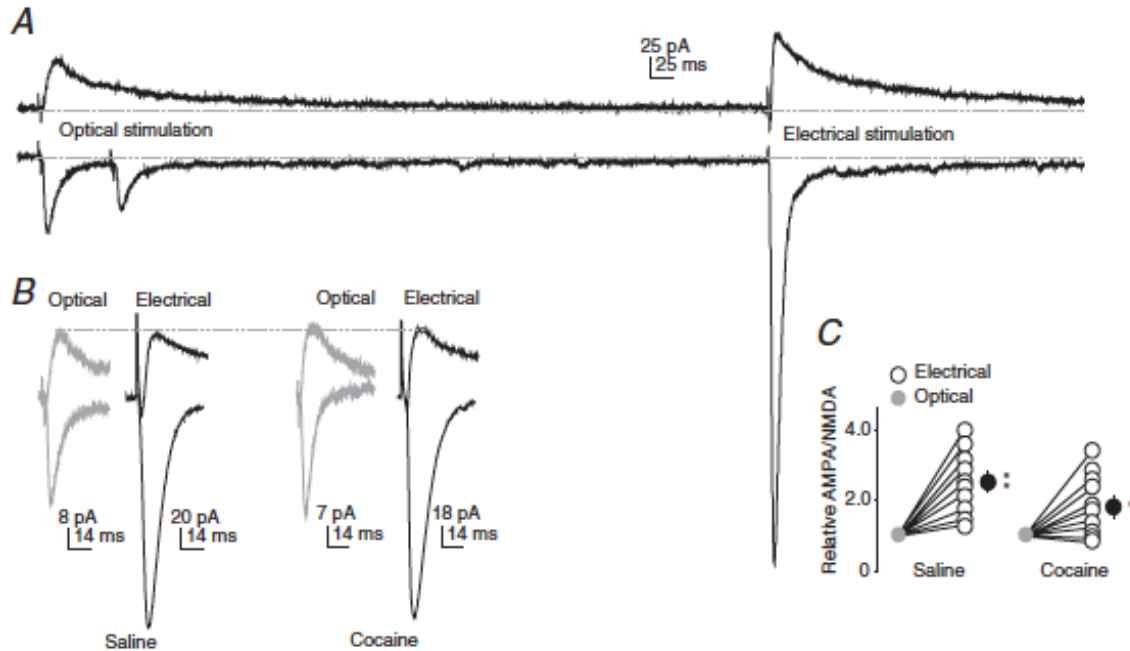 A
25 pA
25 ms
Optical stimulation
Electrical stimulation
B
Optical Electrical Optical Electrical
8 pA
14 ms
20 pA
14 ms
7 pA
14 ms
18 pA
14 ms
Saline
Cocaine
C
Electrical
Optical
Relative AMPA/NMDA
4.0
2.0
0
**
*
Saline
Cocaine